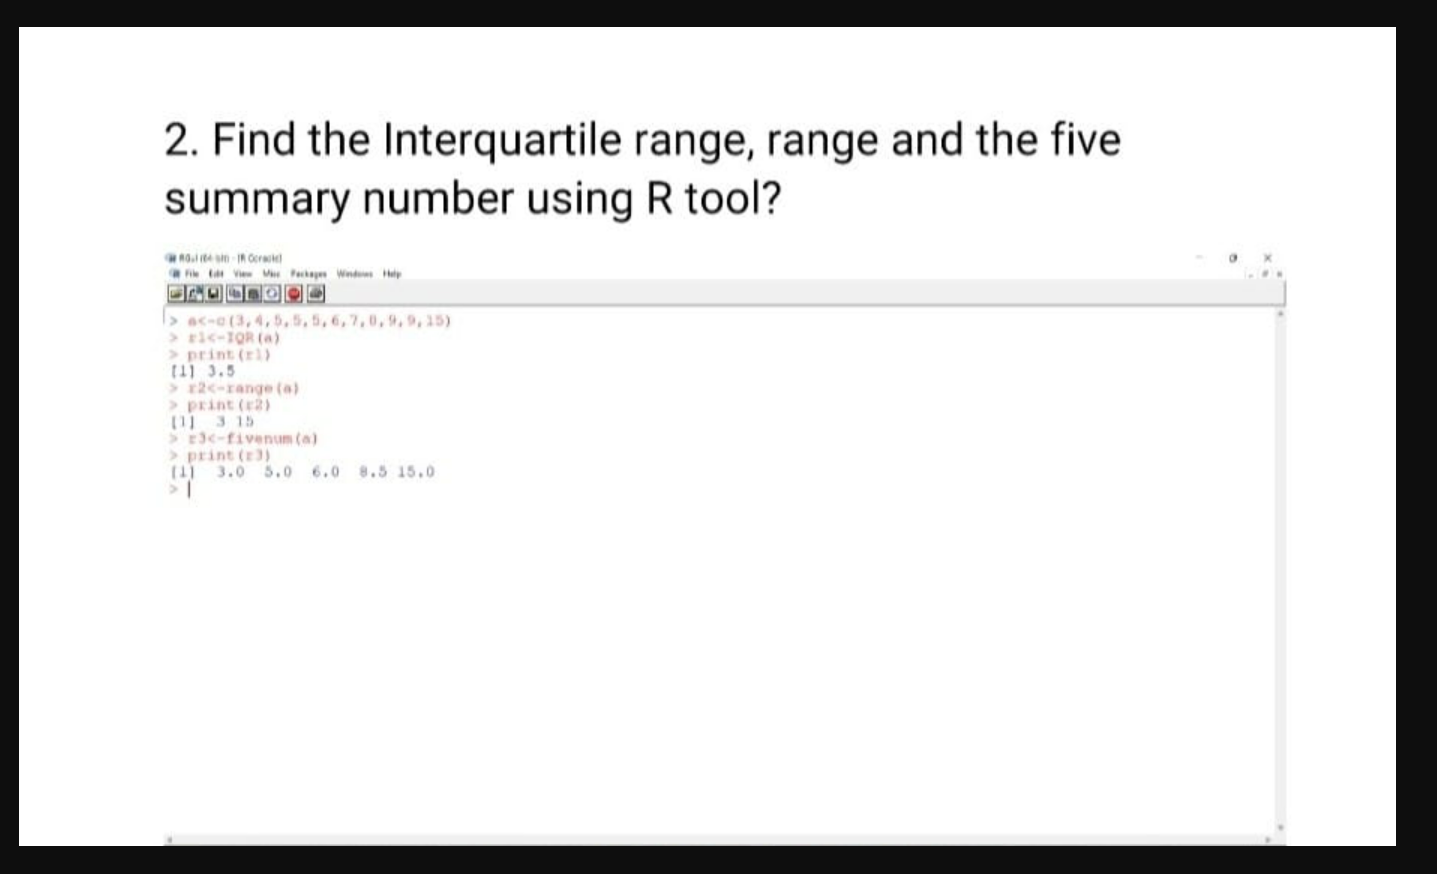 2. Find the Interquartile range, range and the five
summary number using R tool?
RGui (64-bit) - [R Console]
File Edit View Misc Packages Windows Help
> a<-c(3,4,5,5,5,6,7,8,9,9,15)
> r1<-IQR(a)
> print(r1)
[1] 3.5
> r2<-range(a)
> print(r2)
[1] 3 15
> r3<-fivenum(a)
> print(r3)
[1] 3.0 5.0 6.0 8.5 15.0
>